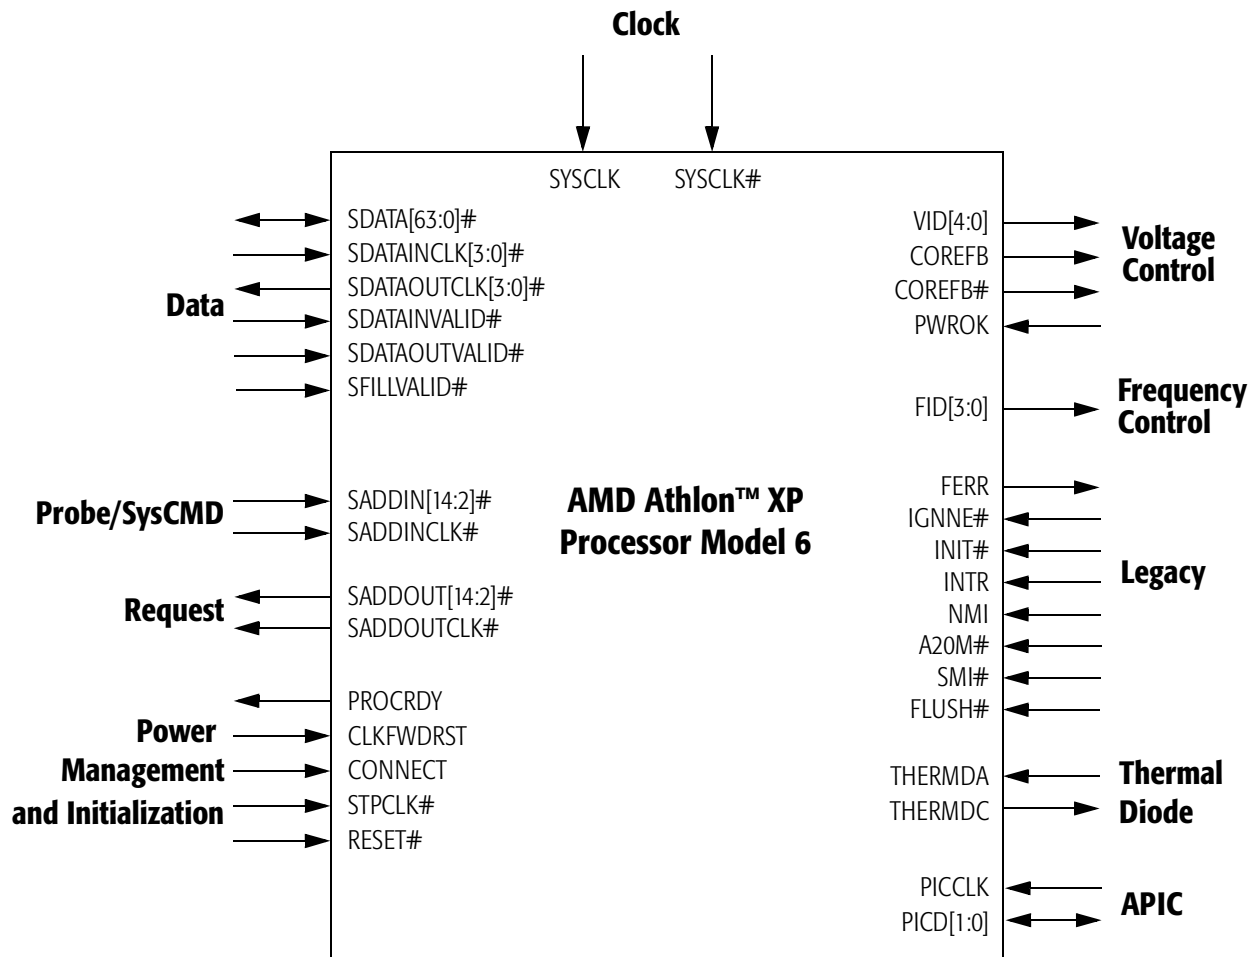 Clock
SYSCLK
SYSCLK#
Data
SDATA[63:0]#
SDATAINCLK[3:0]#
SDATAOUTCLK[3:0]#
SDATAINVALID#
SDATAOUTVALID#
SFILLVALID#
Probe/SysCMD
SADDIN[14:2]#
SADDINCLK#
Request
SADDOUT[14:2]#
SADDOUTCLK#
Power
Management
and Initialization
PROCRDY
CLKFWDRST
CONNECT
STPCLK#
RESET#
AMD Athlon™ XP
Processor Model 6
VID[4:0]
COREFB
COREFB#
PWROK
Voltage
Control
FID[3:0]
Frequency
Control
FERR
IGNNE#
INIT#
INTR
NMI
A20M#
SMI#
FLUSH#
Legacy
THERMDA
THERMDC
Thermal
Diode
PICCLK
PICD[1:0]
APIC